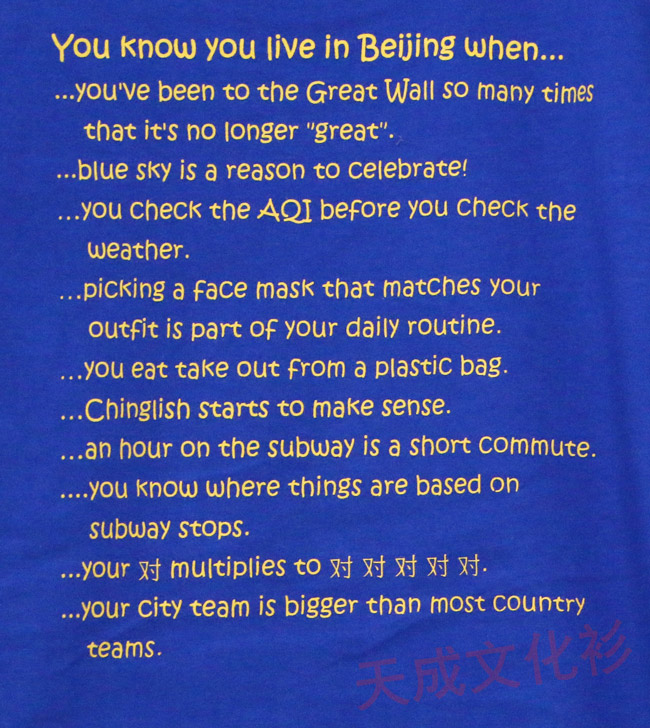 You know you live in Beijing when...
...you've been to the Great Wall so many times
that it's no longer "great".
...blue sky is a reason to celebrate!
...you check the AQI before you check the
weather.
...picking a face mask that matches your
outfit is part of your daily routine.
...you eat take out from a plastic bag.
...Chinglish starts to make sense.
...an hour on the subway is a short commute.
....you know where things are based on
subway stops.
...your 对 multiplies to 对 对 对 对 对.
...your city team is bigger than most country
teams.
天成文化衫